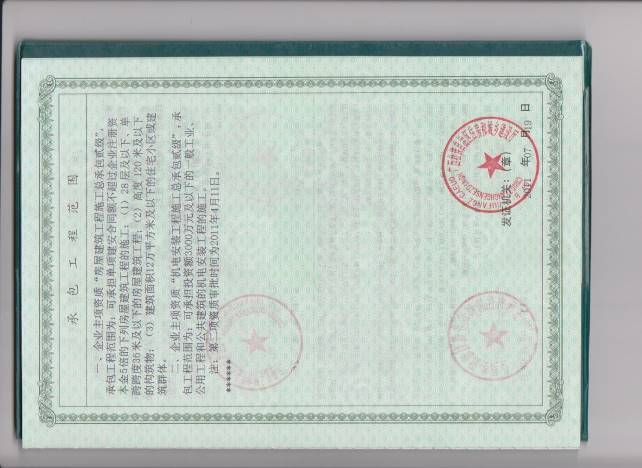 承包工程范围
一、企业主项资质“房屋建筑工程施工总承包贰级”,
承包工程范围为:可承担单项建安合同额不超过企业注册资
本金5倍的下列房屋建筑工程的施工:(1)28层及以下、单
跨跨度36米及以下的房屋建筑工程;(2)高度120米及以下
的构筑物;(3)建筑面积12万平方米及以下的住宅小区或建
筑群体。
二、企业主项资质“机电安装工程施工总承包贰级”,承
包工程范围为:可承担投资额3000万元及以下的一般工业、
公用工程和公共建筑的机电安装工程的施工。
注:第二项资质审批时间为2011年4月11日。
******
发证机关:(章)
2011年07月19日